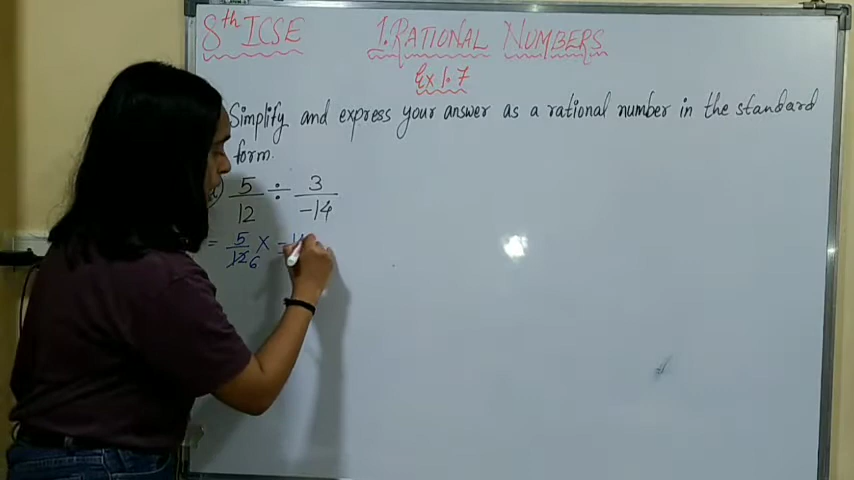 8th ICSE 1. RATIONAL NUMBERS
Ex 1.7
Simplify and express your answer as a rational number in the standard
form.
5/12 ÷ 3/-14
= 5/12 6 ×